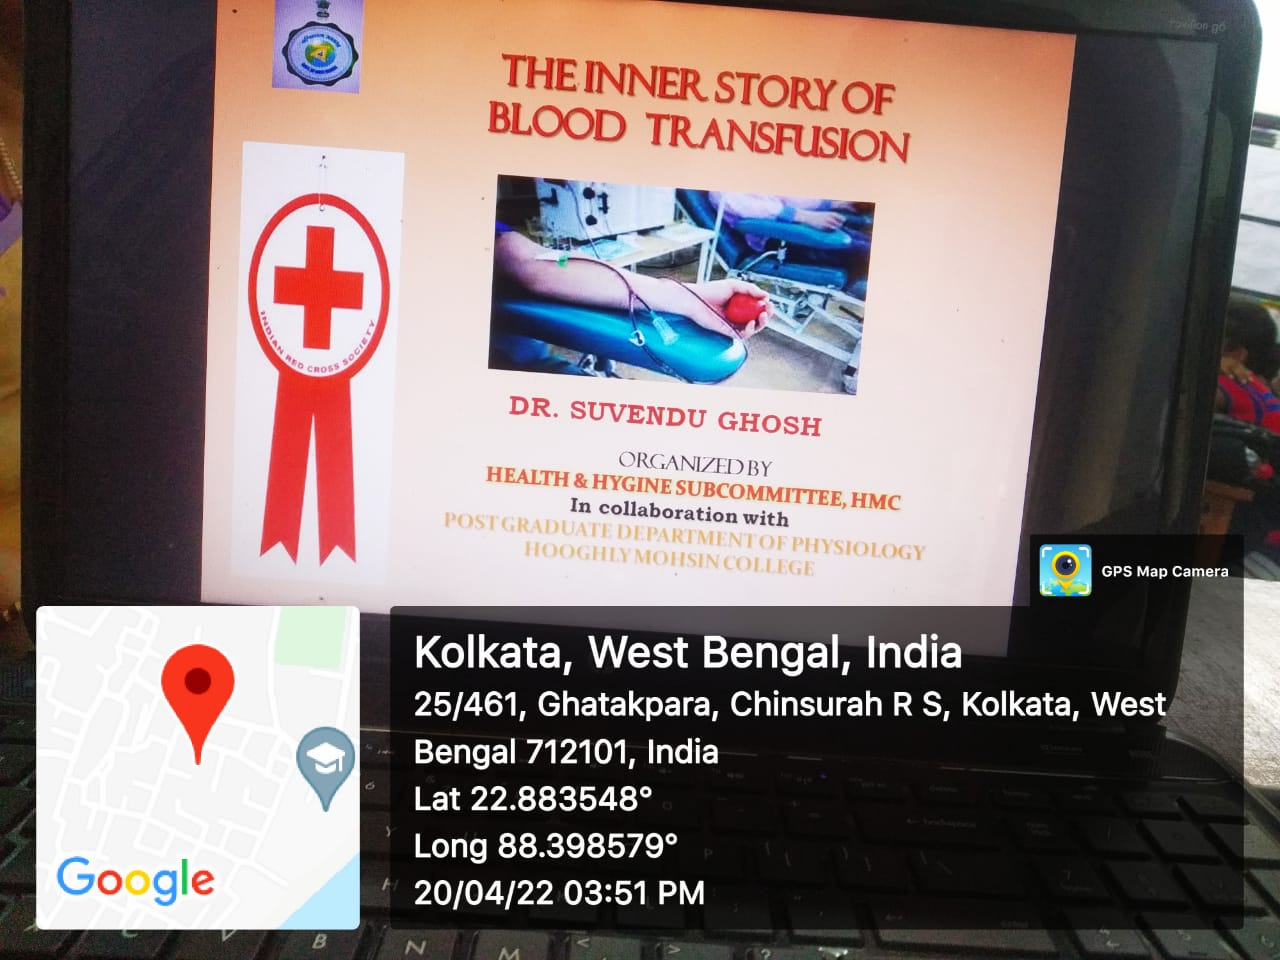 Pavilion g6
THE INNER STORY OF
BLOOD TRANSFUSION
INDIAN RED CROSS SOCIETY
DR. SUVENDU GHOSH
ORGANIZED BY
HEALTH & HYGINE SUBCOMMITTEE, HMC
In collaboration with
POST GRADUATE DEPARTMENT OF PHYSIOLOGY
HOOGHLY MOHSIN COLLEGE
GPS Map Camera
Kolkata, West Bengal, India
25/461, Ghatakpara, Chinsurah R S, Kolkata, West
Bengal 712101, India
Lat 22.883548°
Long 88.398579°
20/04/22 03:51 PM
Google
C V B N M